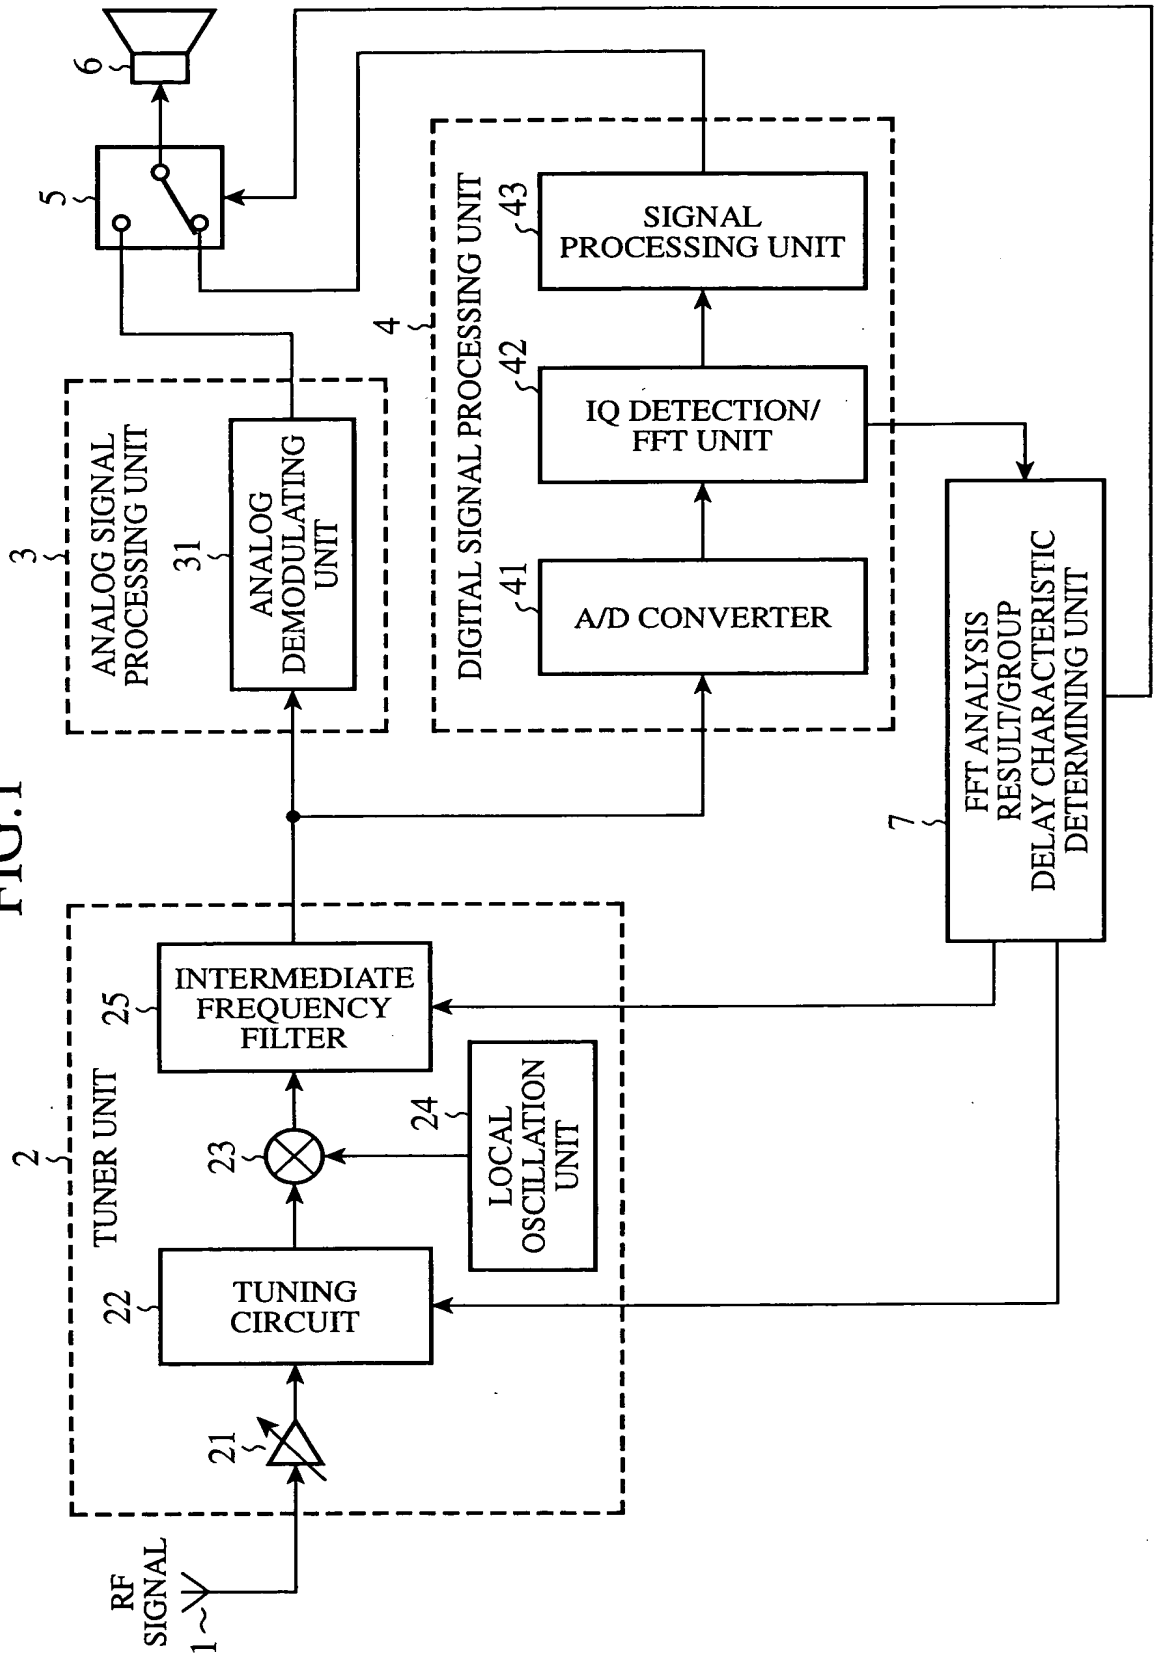 FIG.1
RF
SIGNAL
1
2
TUNER UNIT
21
22
TUNING
CIRCUIT
23
24
LOCAL
OSCILLATION
UNIT
25
INTERMEDIATE
FREQUENCY
FILTER
3
ANALOG SIGNAL
PROCESSING UNIT
31
ANALOG
DEMODULATING
UNIT
4
DIGITAL SIGNAL PROCESSING UNIT
41
A/D CONVERTER
42
IQ DETECTION/
FFT UNIT
43
SIGNAL
PROCESSING UNIT
5
6
7
FFT ANALYSIS
RESULT/GROUP
DELAY CHARACTERISTIC
DETERMINING UNIT